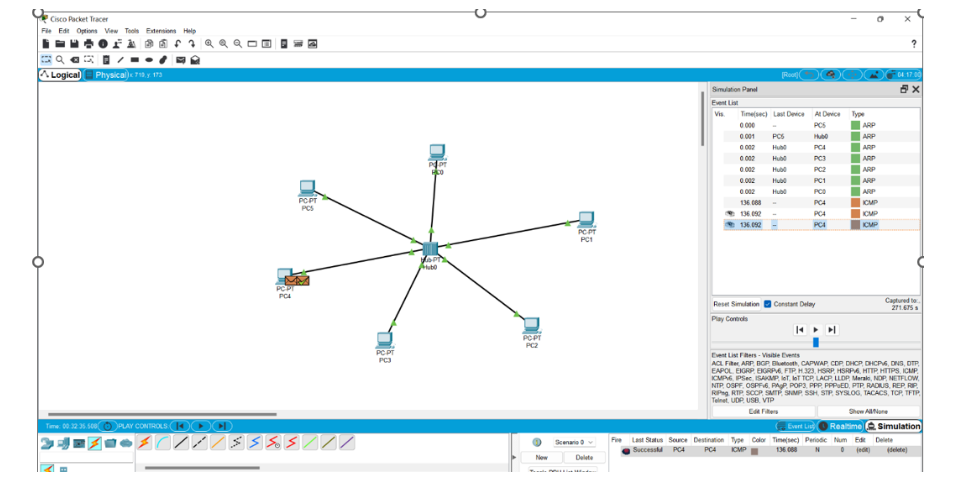 Cisco Packet Tracer
File Edit Options View Tools Extensions Help
?
Logical Physical x: 719, y: 173
[Root] 04:17:00
Simulation Panel
Event List
Vis. Time(sec) Last Device At Device Type
0.000 -- PC5 ARP
0.001 PC5 Hub0 ARP
0.002 Hub0 PC4 ARP
0.002 Hub0 PC3 ARP
0.002 Hub0 PC2 ARP
0.002 Hub0 PC1 ARP
0.002 Hub0 PC0 ARP
136.088 -- PC4 ICMP
136.092 -- PC4 ICMP
136.092 -- PC4 ICMP
PC-PT
PC0
PC-PT
PC5
PC-PT
PC1
Hub-PT
Hub0
PC-PT
PC4
PC-PT
PC2
PC-PT
PC3
Reset Simulation Constant Delay
Captured to..
271.675 s
Play Controls
Event List Filters - Visible Events
ACL Filter, ARP, BGP, Bluetooth, CAPWAP, CDP, DHCP, DHCPv6, DNS, DTP,
EAPOL, EIGRP, EIGRPv6, FTP, H.323, HSRP, HSRPv6, HTTP, HTTPS, ICMP,
ICMPv6, IPSec, ISAKMP, IoT, IoT TCP, LACP, LLDP, Meraki, NDP, NETFLOW,
NTP, OSPF, OSPFv6, PAgP, POP3, PPP, PPPoED, PTP, RADIUS, REP, RIP,
RIPng, RTP, SCCP, SMTP, SNMP, SSH, STP, SYSLOG, TACACS, TCP, TFTP,
Telnet, UDP, USB, VTP
Edit Filters Show All/None
Time: 00:32:35.508 PLAY CONTROLS:
Event List Realtime Simulation
Scenario 0
New Delete
Toggle PDU List Window
Fire Last Status Source Destination Type Color Time(sec) Periodic Num Edit Delete
Successful PC4 PC4 ICMP 136.088 N 0 (edit) (delete)